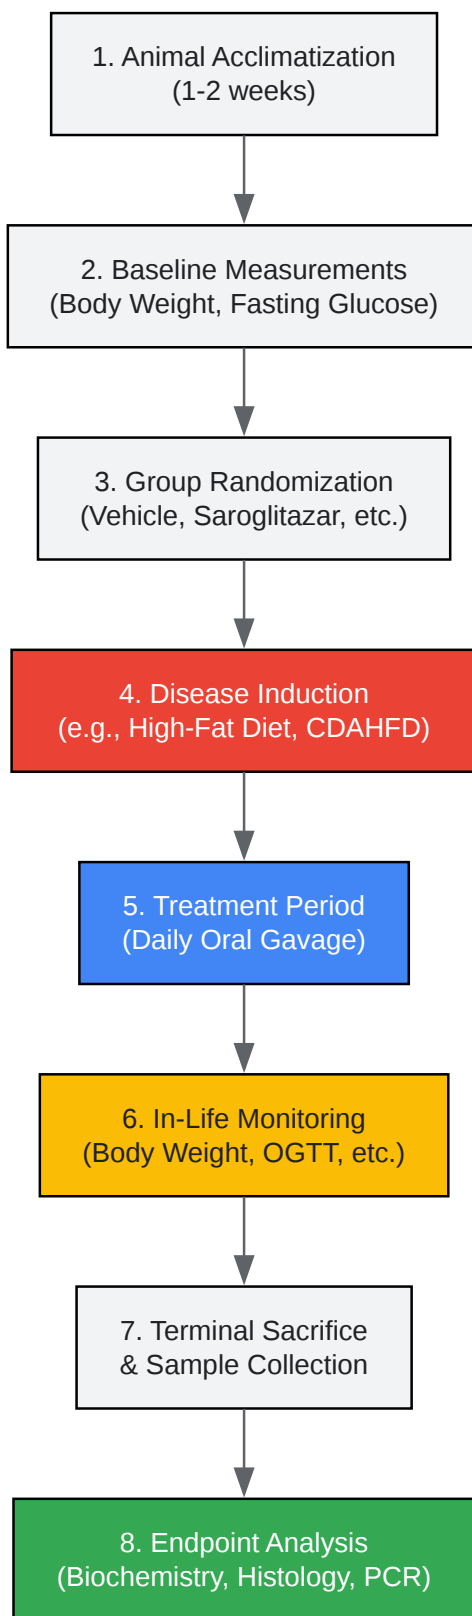 1. Animal Acclimatization
(1-2 weeks)
2. Baseline Measurements
(Body Weight, Fasting Glucose)
3. Group Randomization
(Vehicle, Saroglitazar, etc.)
4. Disease Induction
(e.g., High-Fat Diet, CDAHFD)
5. Treatment Period
(Daily Oral Gavage)
6. In-Life Monitoring
(Body Weight, OGTT, etc.)
7. Terminal Sacrifice
& Sample Collection
8. Endpoint Analysis
(Biochemistry, Histology, PCR)